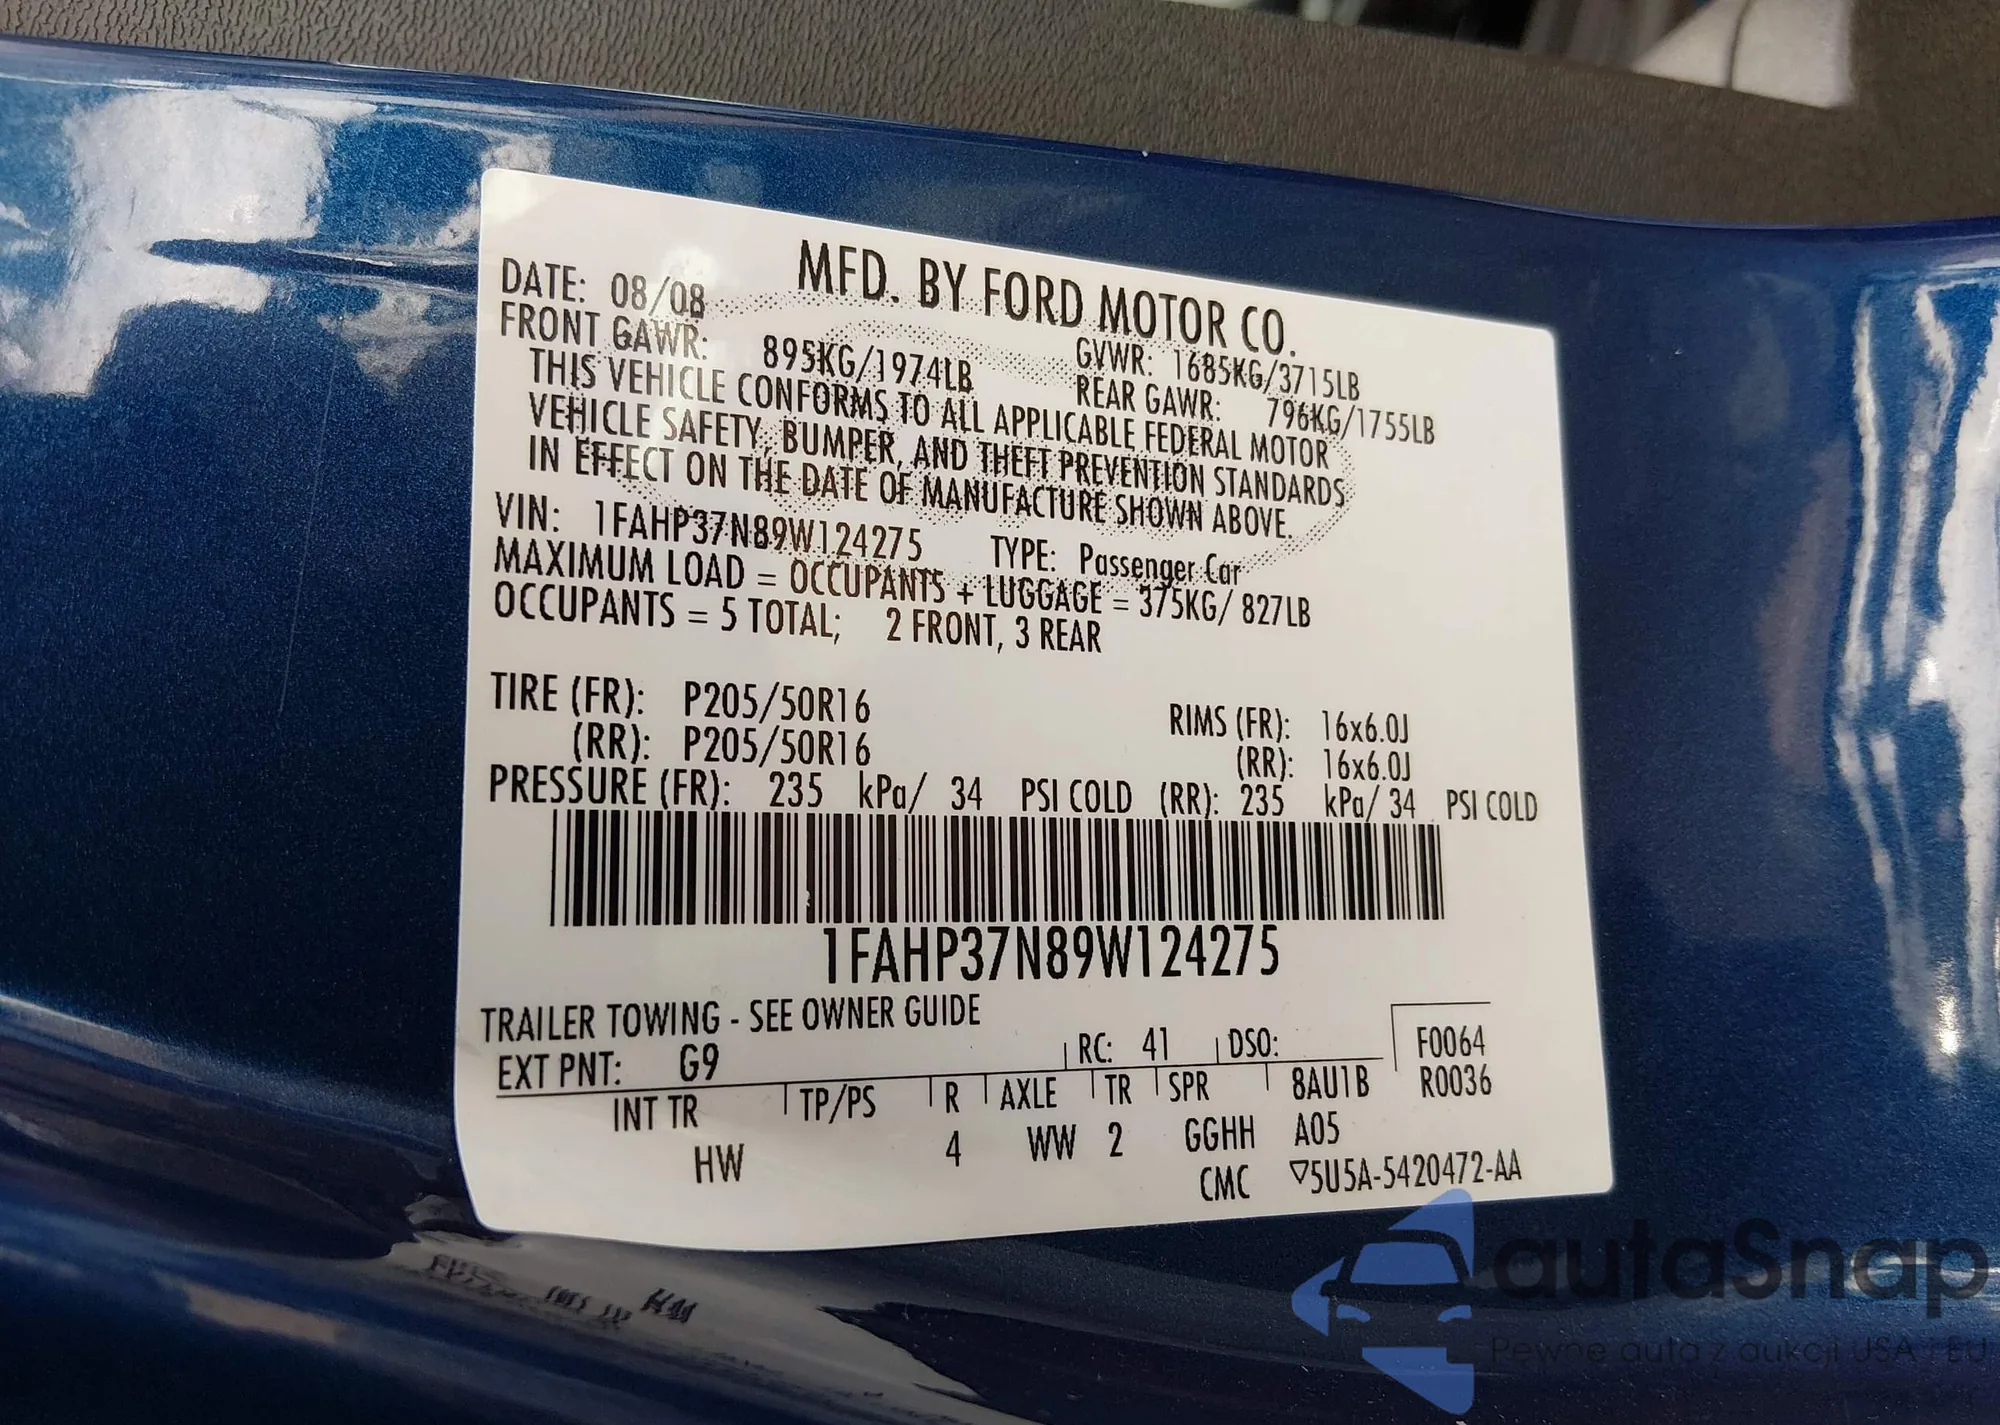 MFD. BY FORD MOTOR CO.
DATE: 08/08
FRONT GAWR: 895KG/1974LB
GVWR: 1685KG/3715LB
REAR GAWR: 796KG/1755LB
THIS VEHICLE CONFORMS TO ALL APPLICABLE FEDERAL MOTOR
VEHICLE SAFETY, BUMPER, AND THEFT PREVENTION STANDARDS
IN EFFECT ON THE DATE OF MANUFACTURE SHOWN ABOVE.
VIN: 1FAHP37N89W124275 TYPE: Passenger Car
MAXIMUM LOAD = OCCUPANTS + LUGGAGE = 375KG/ 827LB
OCCUPANTS = 5 TOTAL; 2 FRONT, 3 REAR
TIRE (FR): P205/50R16 RIMS (FR): 16x6.0J
(RR): P205/50R16 (RR): 16x6.0J
PRESSURE (FR): 235 kPa/ 34 PSI COLD (RR): 235 kPa/ 34 PSI COLD
1FAHP37N89W124275
TRAILER TOWING - SEE OWNER GUIDE
EXT PNT: G9 RC: 41 DSO: F0064
INT TR TP/PS R AXLE TR SPR 8AU1B R0036
HW 4 WW 2 GGHH A05
CMC ▽5U5A-5420472-AA
autaSnap
Pewne auta z aukcji USA i EU